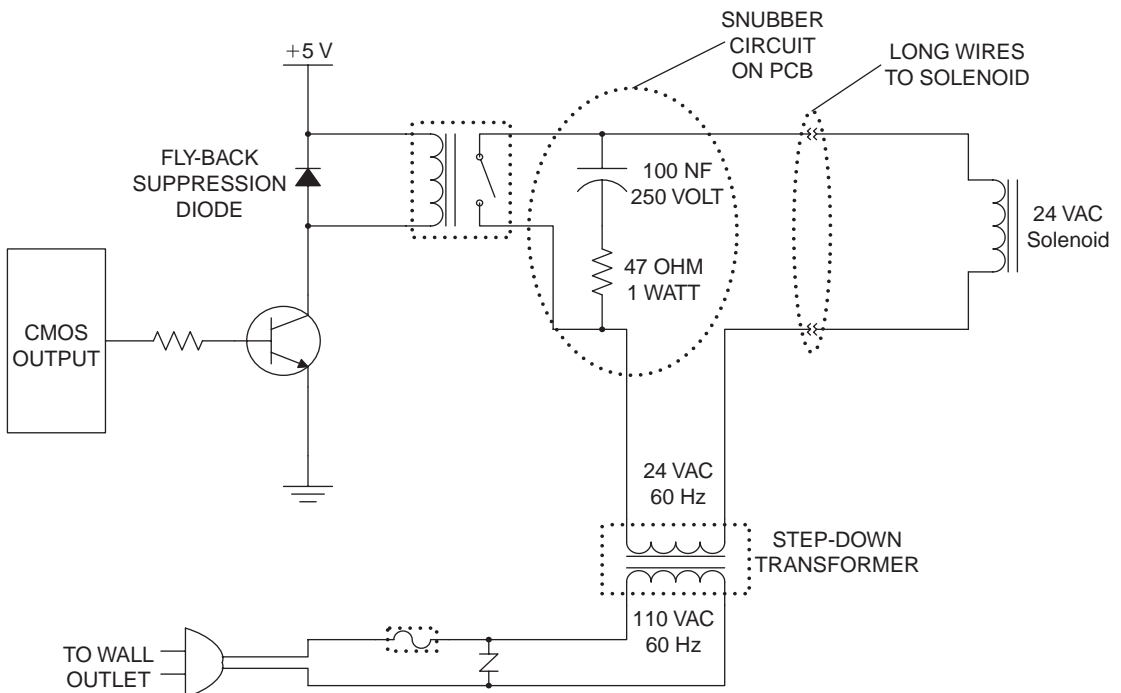 SNUBBER
CIRCUIT
ON PCB
LONG WIRES
TO SOLENOID
+5 V
FLY-BACK
SUPPRESSION
DIODE
100 NF
250 VOLT
24 VAC
Solenoid
47 OHM
1 WATT
CMOS
OUTPUT
24 VAC
60 Hz
STEP-DOWN
TRANSFORMER
110 VAC
60 Hz
TO WALL
OUTLET